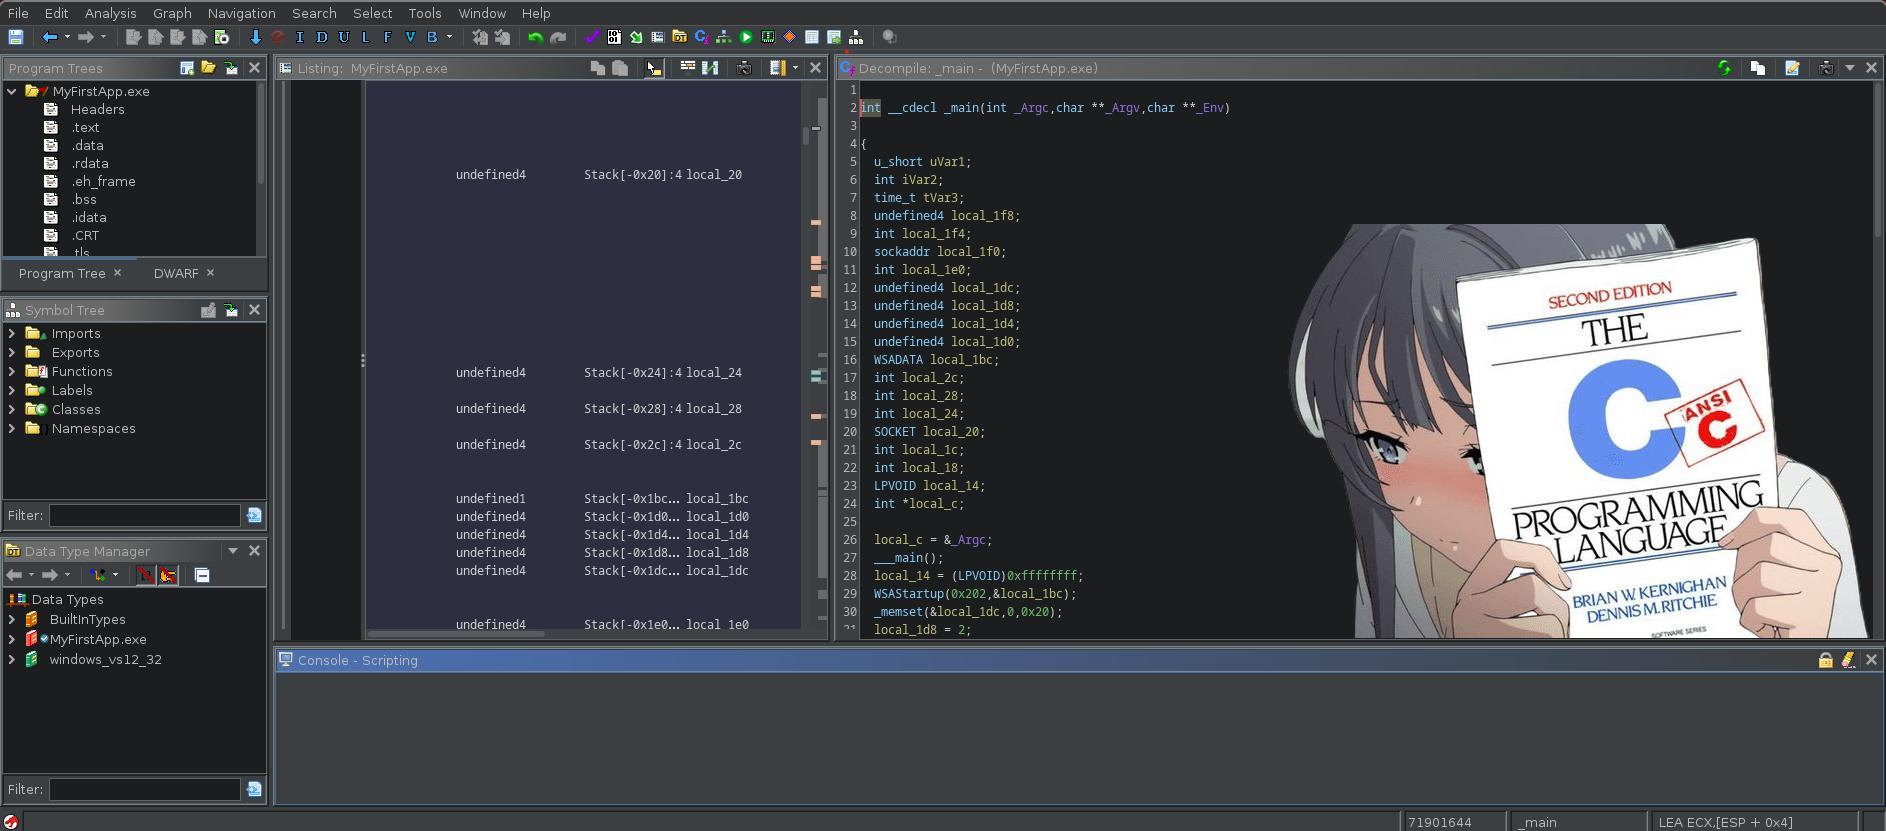 File Edit Analysis Graph Navigation Search Select Tools Window Help
I D U L F V B
Program Trees
MyFirstApp.exe
Headers
.text
.data
.rdata
.eh_frame
.bss
.idata
.CRT
.tls
Program Tree
DWARF
Symbol Tree
Imports
Exports
Functions
Labels
Classes
Namespaces
Filter:
Data Type Manager
Data Types
BuiltInTypes
MyFirstApp.exe
windows_vs12_32
Filter:
Listing: MyFirstApp.exe
undefined4 Stack[-0x20]:4 local_20
undefined4 Stack[-0x24]:4 local_24
undefined4 Stack[-0x28]:4 local_28
undefined4 Stack[-0x2c]:4 local_2c
undefined1 Stack[-0x1bc... local_1bc
undefined4 Stack[-0x1d0... local_1d0
undefined4 Stack[-0x1d4... local_1d4
undefined4 Stack[-0x1d8... local_1d8
undefined4 Stack[-0x1dc... local_1dc
undefined4 Stack[-0x1e0... local_1e0
Decompile: _main - (MyFirstApp.exe)
1
2 int __cdecl _main(int _Argc,char **_Argv,char **_Env)
3
4 {
5 u_short uVar1;
6 int iVar2;
7 time_t tVar3;
8 undefined4 local_1f8;
9 int local_1f4;
10 sockaddr local_1f0;
11 int local_1e0;
12 undefined4 local_1dc;
13 undefined4 local_1d8;
14 undefined4 local_1d4;
15 undefined4 local_1d0;
16 WSADATA local_1bc;
17 int local_2c;
18 int local_28;
19 int local_24;
20 SOCKET local_20;
21 int local_1c;
22 int local_18;
23 LPVOID local_14;
24 int *local_c;
25
26 local_c = &_Argc;
27 ___main();
28 local_14 = (LPVOID)0xffffffff;
29 WSAStartup(0x202,&local_1bc);
30 _memset(&local_1dc,0,0x20);
31 local_1d8 = 2;
SECOND EDITION
THE
C
ANSI
C
PROGRAMMING
LANGUAGE
BRIAN W. KERNIGHAN
DENNIS M. RITCHIE
SOFTWARE SERIES
Console - Scripting
71901644
_main
LEA ECX,[ESP + 0x4]